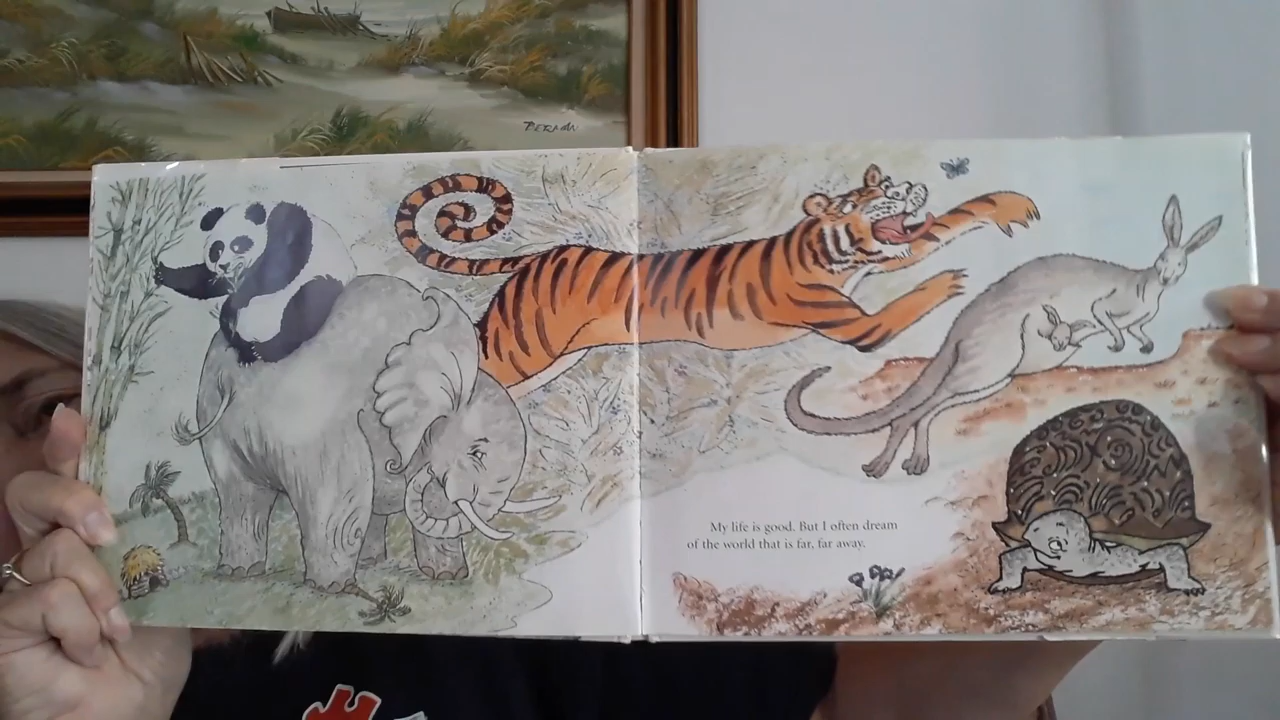 My life is good. But I often dream
of the world that is far, far away.